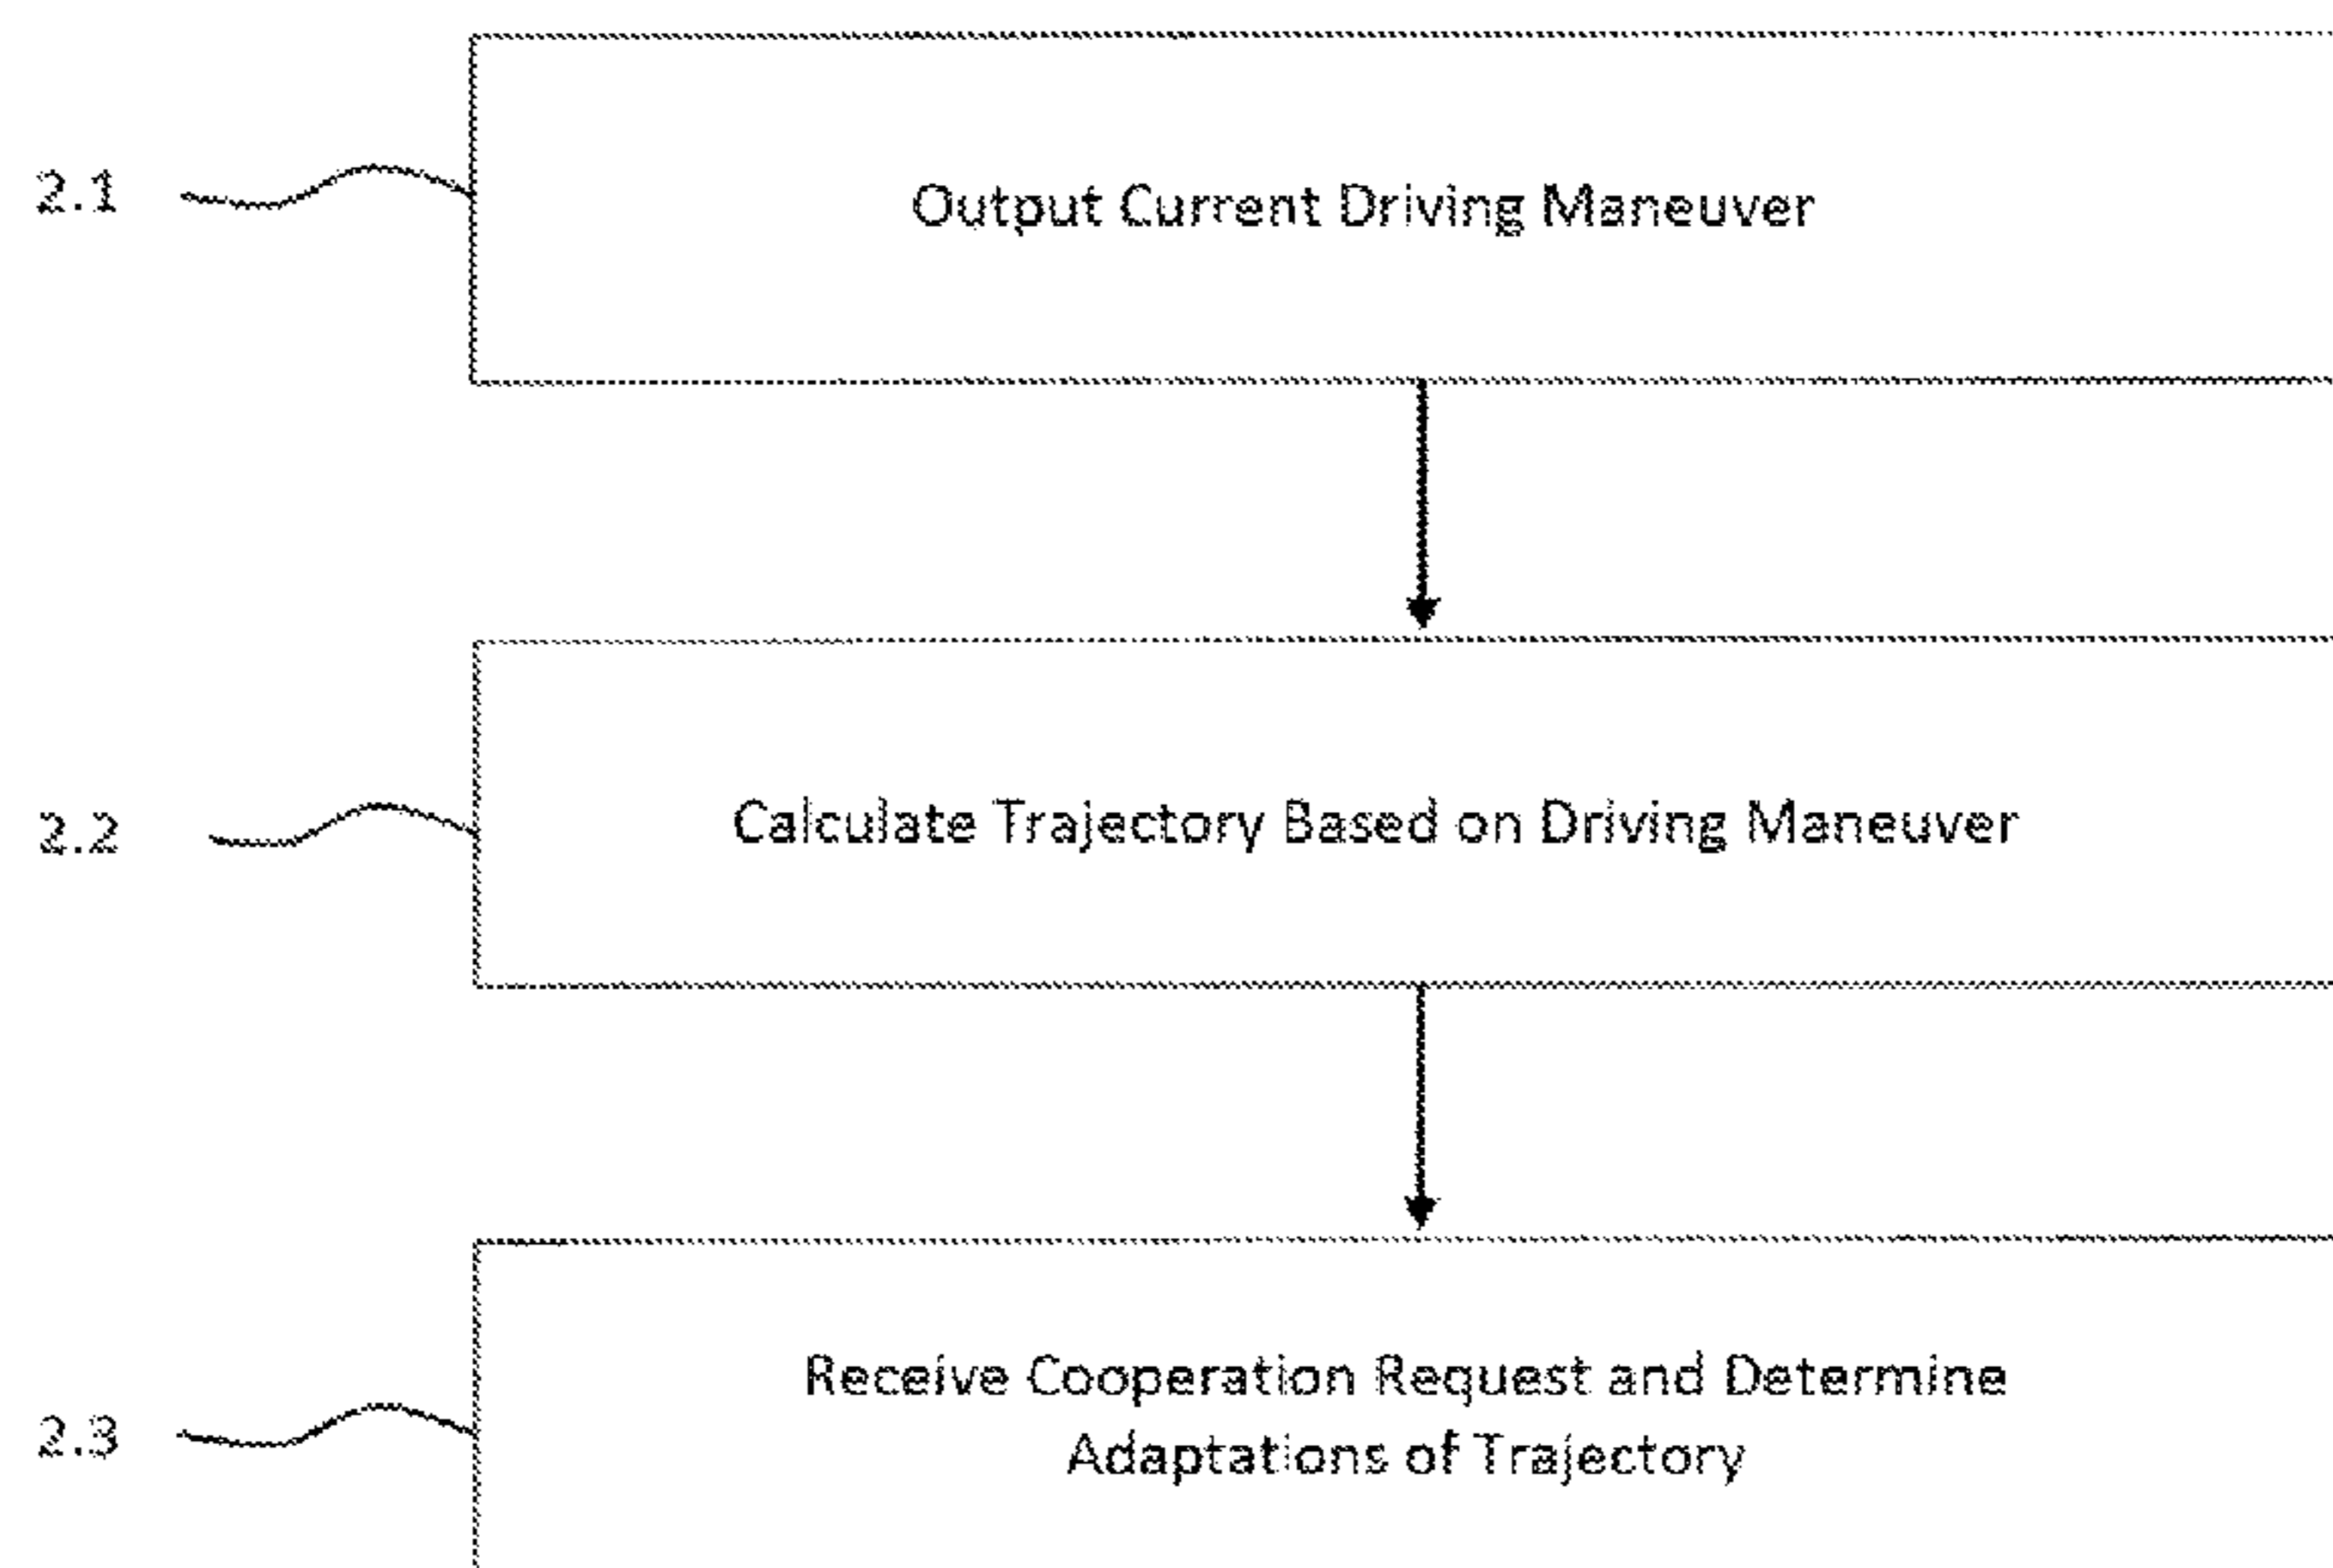 2.1
Output Current Driving Maneuver
2.2
Calculate Trajectory Based on Driving Maneuver
2.3
Receive Cooperation Request and Determine
Adaptations of Trajectory